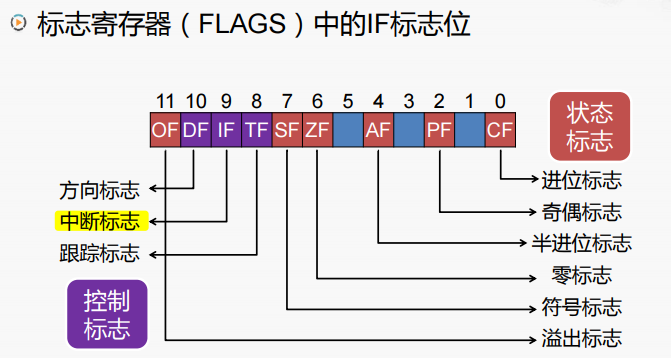 标志寄存器（FLAGS）中的IF标志位
11 10 9 8 7 6 5 4 3 2 1 0
OF DF IF TF SF ZF AF PF CF
状态
标志
方向标志
中断标志
跟踪标志
控制
标志
进位标志
奇偶标志
半进位标志
零标志
符号标志
溢出标志